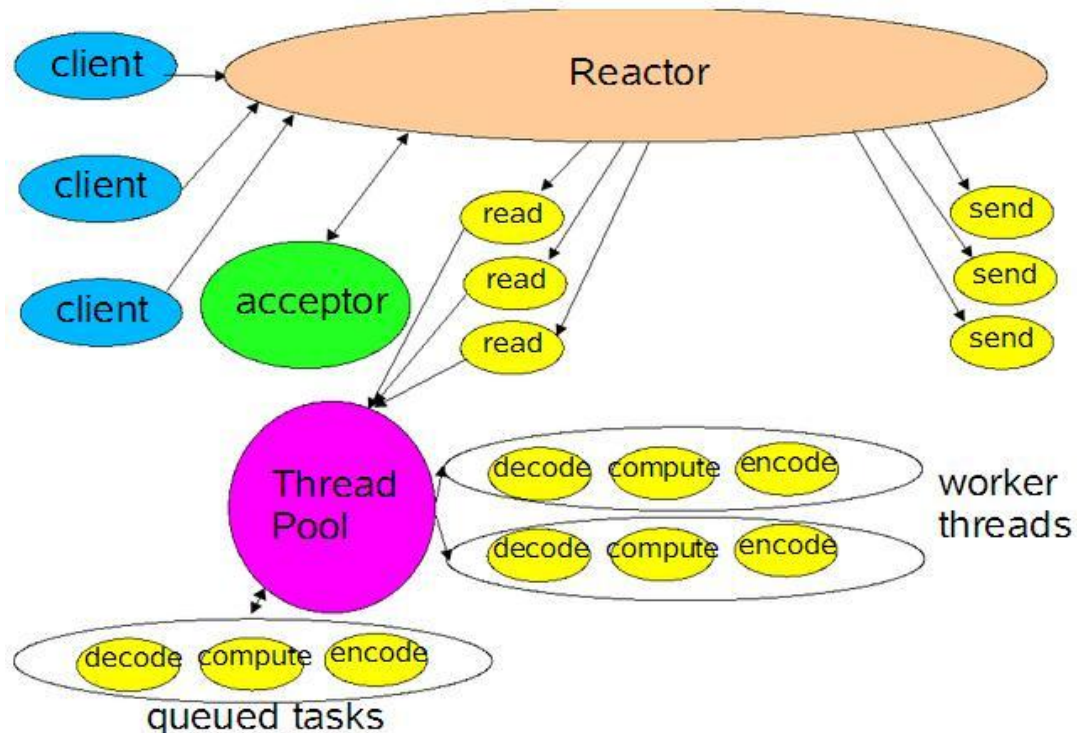 client
Reactor
client
read
send
client
acceptor
read
send
read
send
Thread
Pool
decode compute encode
worker
threads
decode compute encode
decode compute encode
queued tasks